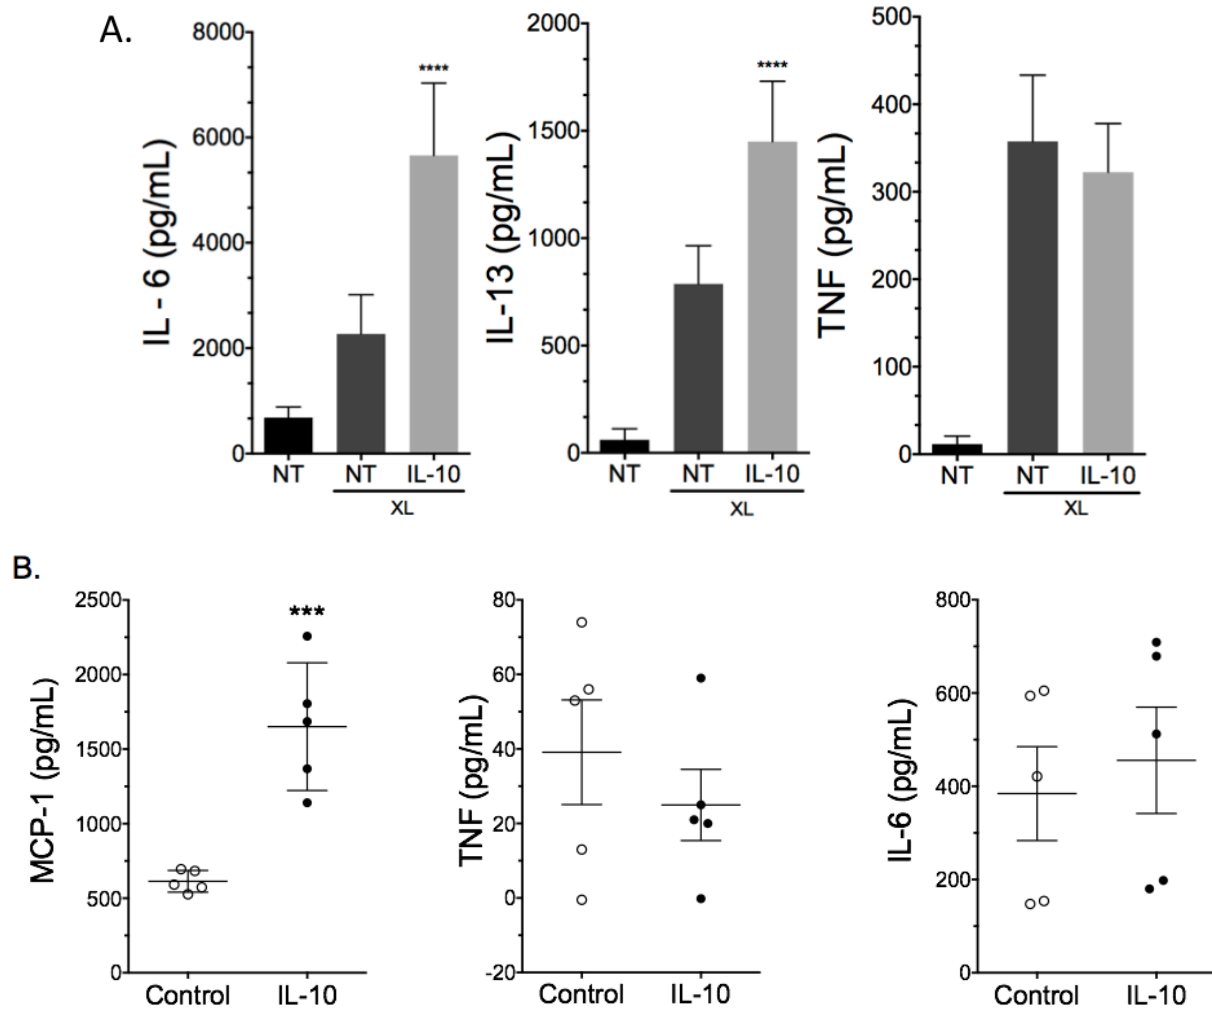 A.
IL - 6 (pg/mL)
8000
6000
4000
2000
0
****
NT
NT
IL-10
XL
IL-13 (pg/mL)
2000
1500
1000
500
0
****
NT
NT
IL-10
XL
TNF (pg/mL)
500
400
300
200
100
0
NT
NT
IL-10
XL
B.
MCP-1 (pg/mL)
2500
2000
1500
1000
500
0
***
Control
IL-10
TNF (pg/mL)
80
60
40
20
0
-20
Control
IL-10
IL-6 (pg/mL)
800
600
400
200
0
Control
IL-10